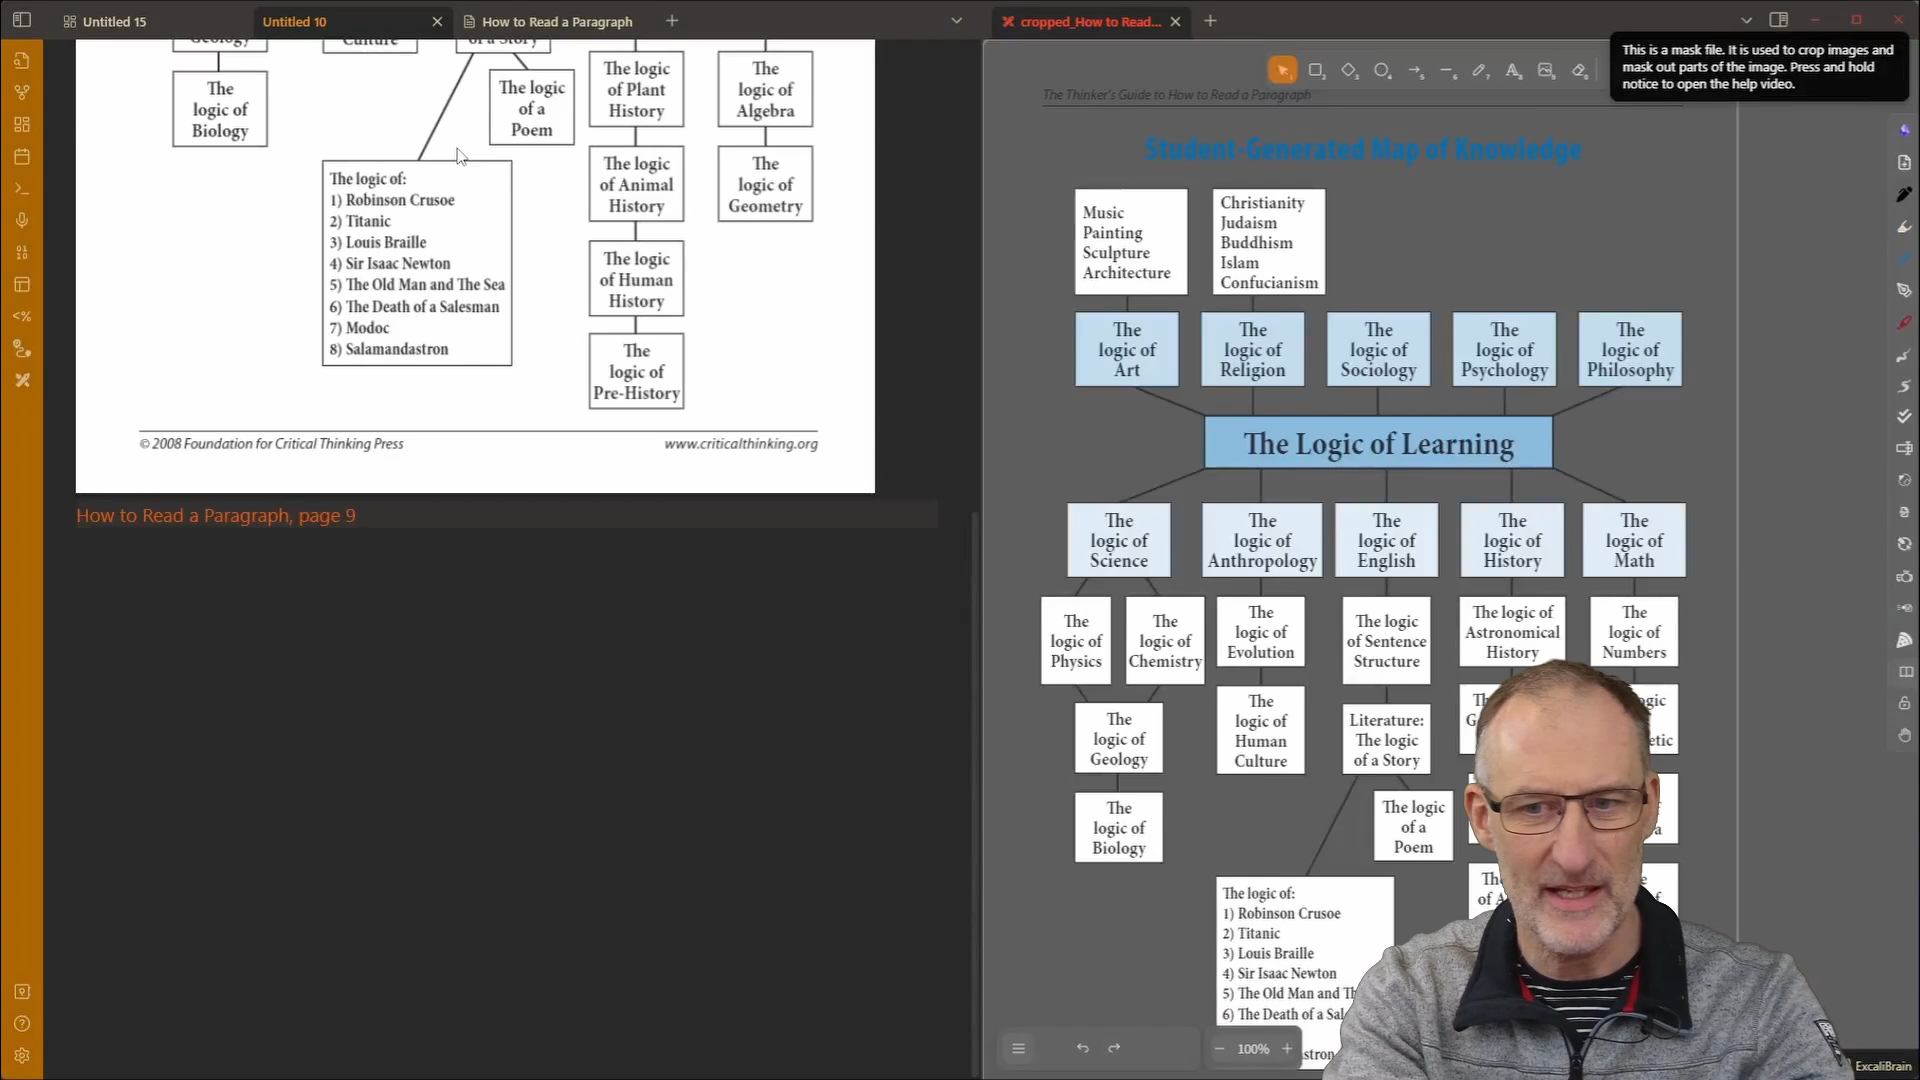 Untitled 15
Untitled 10
How to Read a Paragraph
cropped_How to Read...
This is a mask file. It is used to crop images and
mask out parts of the image. Press and hold
notice to open the help video.
Culture
of a Story
The
logic of
Biology
The logic
of a
Poem
The logic
of Plant
History
The
logic of
Algebra
The logic
of Animal
History
The
logic of
Geometry
The logic of:
1) Robinson Crusoe
2) Titanic
3) Louis Braille
4) Sir Isaac Newton
5) The Old Man and The Sea
6) The Death of a Salesman
7) Modoc
8) Salamandastron
The logic
of Human
History
The
logic of
Pre-History
© 2008 Foundation for Critical Thinking Press
www.criticalthinking.org
How to Read a Paragraph, page 9
The Thinker's Guide to How to Read a Paragraph
Student-Generated Map of Knowledge
Music
Painting
Sculpture
Architecture
Christianity
Judaism
Buddhism
Islam
Confucianism
The
logic of
Art
The
logic of
Religion
The
logic of
Sociology
The
logic of
Psychology
The
logic of
Philosophy
The Logic of Learning
The
logic of
Science
The
logic of
Anthropology
The
logic of
English
The
logic of
History
The
logic of
Math
The
logic of
Physics
The
logic of
Chemistry
The
logic of
Evolution
The logic
of Sentence
Structure
The logic of
Astronomical
History
The
logic of
Numbers
The
logic of
Geology
The
logic of
Human
Culture
Literature:
The logic
of a Story
The
logic of
Biology
The logic
of a
Poem
The logic of:
1) Robinson Crusoe
2) Titanic
3) Louis Braille
4) Sir Isaac Newton
5) The Old Man and
6) The Death of a
100%
ExcaliBrain